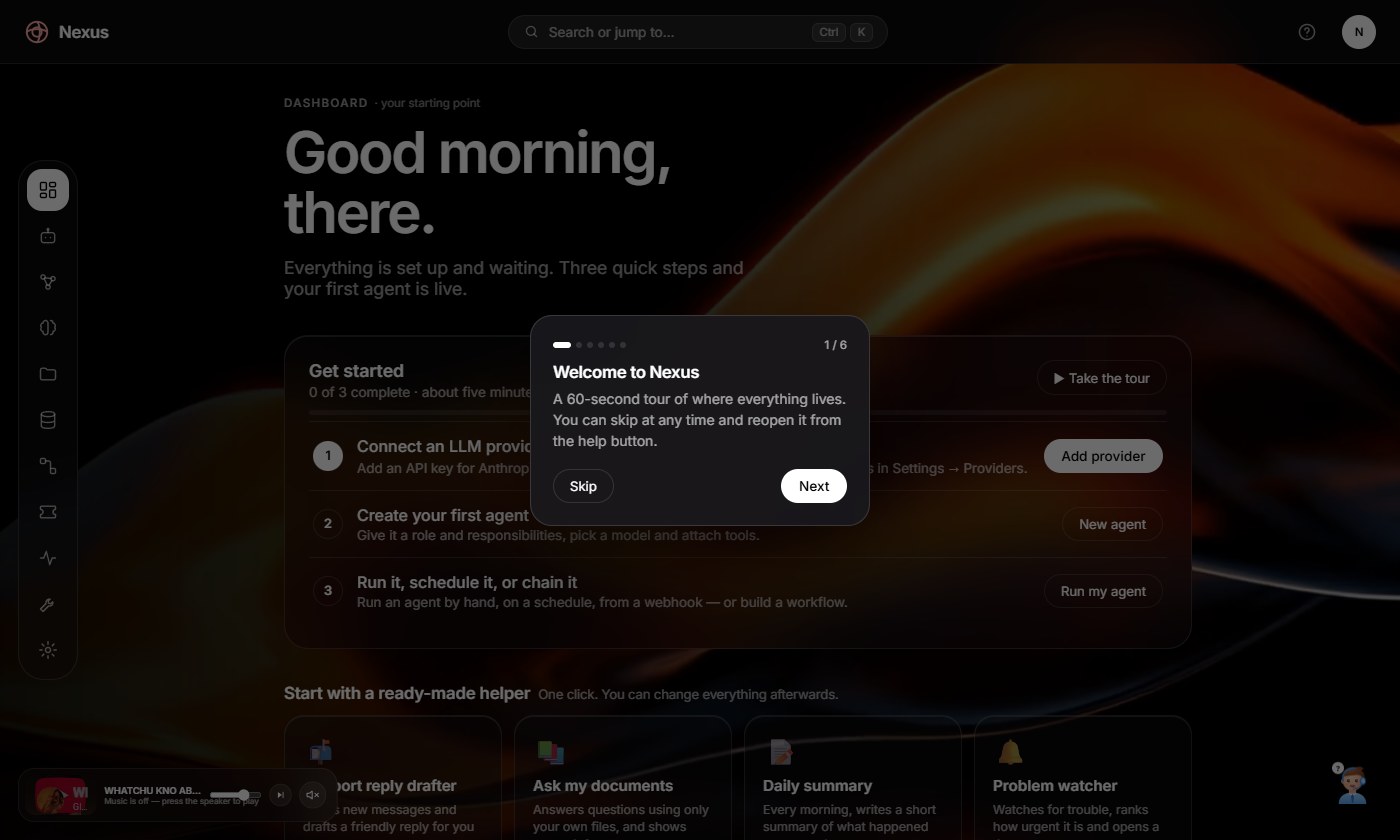 Nexus
Search or jump to...
Ctrl
K
N
DASHBOARD · your starting point
Good morning,
there.
Everything is set up and waiting. Three quick steps and
your first agent is live.
1 / 6
Welcome to Nexus
A 60-second tour of where everything lives.
You can skip at any time and reopen it from
the help button.
Skip
Next
Get started
0 of 3 complete · about five minute
Take the tour
1
Connect an LLM provid
Add an API key for Anthrop
s in Settings → Providers.
Add provider
2
Create your first agent
Give it a role and responsibilities, pick a model and attach tools.
New agent
3
Run it, schedule it, or chain it
Run an agent by hand, on a schedule, from a webhook — or build a workflow.
Run my agent
Start with a ready-made helper One click. You can change everything afterwards.
ort reply drafter
s new messages and
drafts a friendly reply for you
Ask my documents
Answers questions using only
your own files, and shows
Daily summary
Every morning, writes a short
summary of what happened
Problem watcher
Watches for trouble, ranks
how urgent it is and opens a
WHATCHU KNO AB...
Music is off — press the speaker to play
WI
GI
?